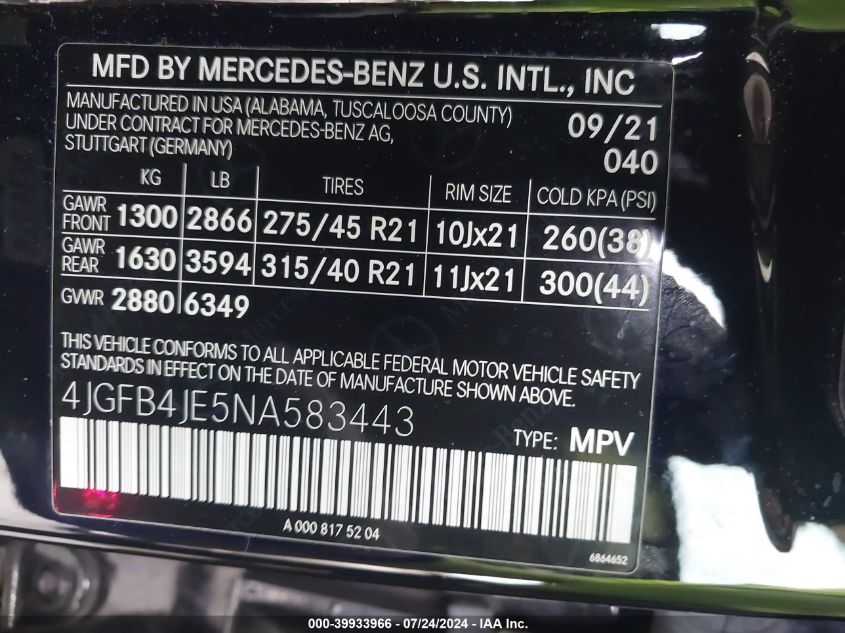 MFD BY MERCEDES-BENZ U.S. INTL., INC
MANUFACTURED IN USA (ALABAMA, TUSCALOOSA COUNTY)
UNDER CONTRACT FOR MERCEDES-BENZ AG,
STUTTGART (GERMANY)
09/21
040
KG LB TIRES RIM SIZE COLD KPA (PSI)
GAWR FRONT 1300 2866 275/45 R21 10Jx21 260(38)
GAWR REAR 1630 3594 315/40 R21 11Jx21 300(44)
GVWR 2880 6349
THIS VEHICLE CONFORMS TO ALL APPLICABLE FEDERAL MOTOR VEHICLE SAFETY
STANDARDS IN EFFECT ON THE DATE OF MANUFACTURE SHOWN ABOVE.
4JGFB4JE5NA583443
TYPE: MPV
A 000 817 52 04
6864652
000-39933966 / 07/24/2024 - IAA Inc.